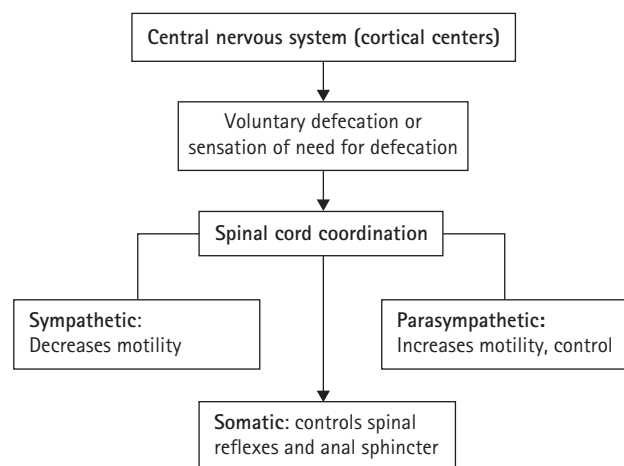 Central nervous system (cortical centers)
Voluntary defecation or
sensation of need for defecation
Spinal cord coordination
Sympathetic:
Decreases motility
Parasympathetic:
Increases motility, control
Somatic: controls spinal
reflexes and anal sphincter